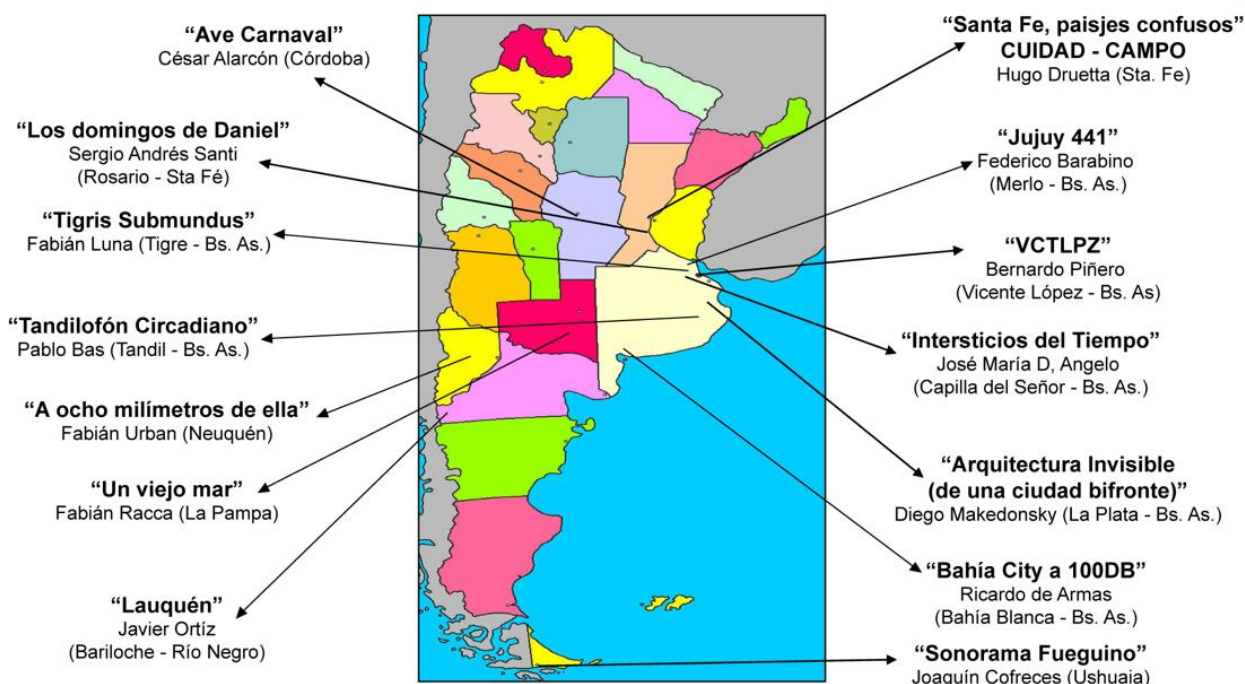 “Ave Carnaval”
César Alarcón (Córdoba)
“Los domingos de Daniel”
Sergio Andrés Santi
(Rosario - Sta Fé)
“Tigris Submundus”
Fabián Luna (Tigre - Bs. As.)
“Tandilofón Circadiano”
Pablo Bas (Tandil - Bs. As.)
“A ocho milímetros de ella”
Fabián Urban (Neuquén)
“Un viejo mar”
Fabián Racca (La Pampa)
“Lauquén”
Javier Ortíz
(Bariloche - Río Negro)
“Santa Fe, paisjes confusos”
CUIDAD - CAMPO
Hugo Druetta (Sta. Fe)
“Jujuy 441”
Federico Barabino
(Merlo - Bs. As.)
“VCTLPZ”
Bernardo Piñero
(Vicente López - Bs. As)
“Intersticios del Tiempo”
José María D, Angelo
(Capilla del Señor - Bs. As.)
“Arquitectura Invisible
(de una ciudad bifronte)”
Diego Makedonsky (La Plata - Bs. As.)
“Bahía City a 100DB”
Ricardo de Armas
(Bahía Blanca - Bs. As.)
“Sonorama Fueguino”
Joaquín Cofreces (Ushuaia)